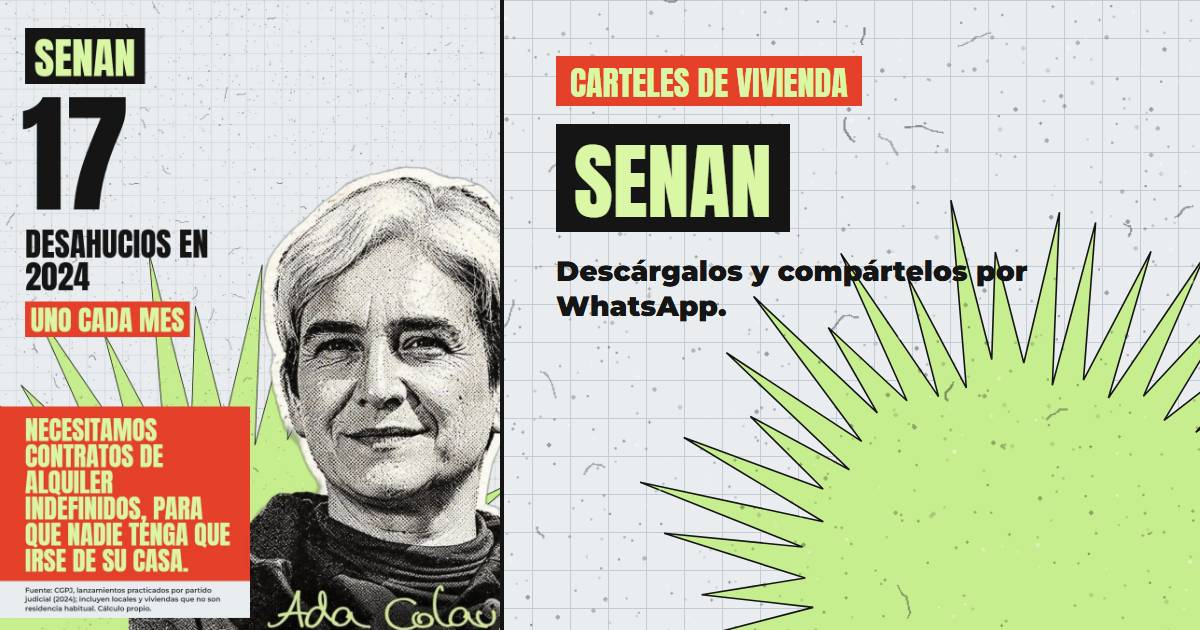 SENAN
17
DESAHUCIOS EN
2024
UNO CADA MES
NECESITAMOS
CONTRATOS DE
ALQUILER
INDEFINIDOS, PARA
QUE NADIE TENGA QUE
IRSE DE SU CASA.
Fuente: CGPJ, lanzamientos practicados por partido
judicial (2024); incluyen locales y viviendas que no son
residencia habitual. Cálculo propio.
Ada Colau
CARTELES DE VIVIENDA
SENAN
Descárgalos y compártelos por
WhatsApp.